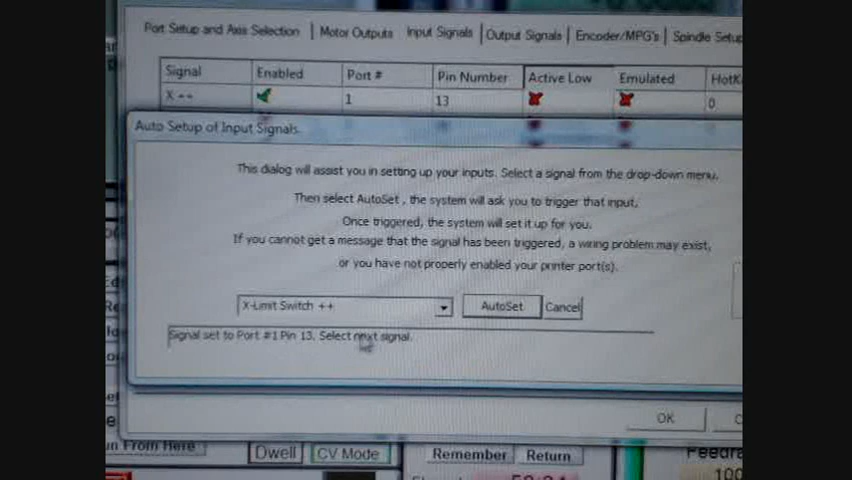 Port Setup and Axis Selection Motor Outputs Input Signals Output Signals Encoder/MPG's Spindle Setup
Signal Enabled Port # Pin Number Active Low Emulated HotK
X ++ 1 13 0
Auto Setup of Input Signals.
This dialog will assist you in setting up your inputs. Select a signal from the drop-down menu.
Then select AutoSet , the system will ask you to trigger that input,
Once triggered, the system will set it up for you.
If you cannot get a message that the signal has been triggered, a wiring problem may exist,
or you have not properly enabled your printer port(s).
X-Limit Switch ++ AutoSet Cancel
Signal set to Port #1 Pin 13. Select next signal.
OK
From Here Dwell CV Mode Remember Return
100